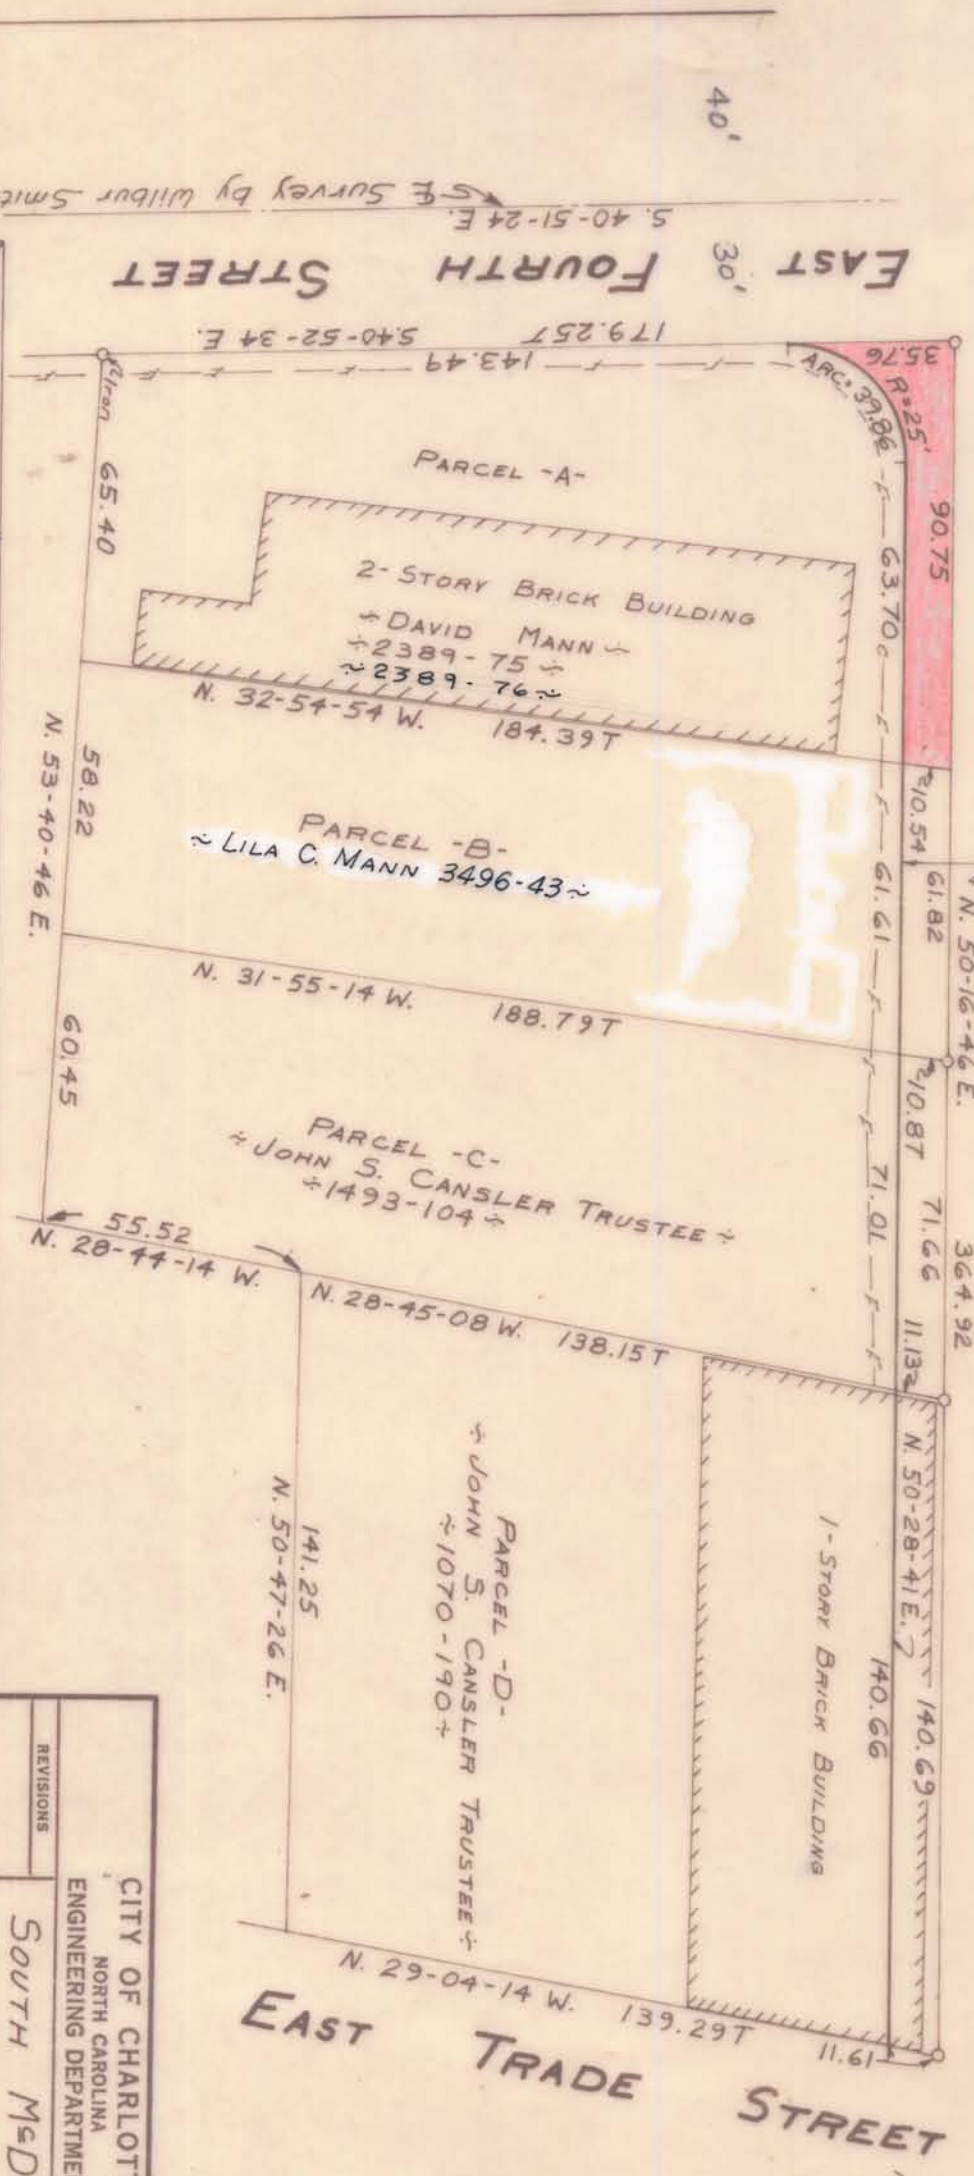 40'
S. 40-51-24 E.
℄ Survey by Wilbur
EAST FOURTH STREET
30'
179.25T S.40-52-34 E.
143.49
35.76
ARC=39.86
R=25'
90.75
Iron
65.40
PARCEL -A-
63.70
2-STORY BRICK BUILDING
~DAVID MANN~
÷2389-75÷
~2389-76~
N. 32-54-54 W. 184.39T
58.22
N. 53-40-46 E.
10.54
61.82
61.61
PARCEL -B-
~LILA C. MANN 3496-43~
N. 50-16-46 E.
N. 31-55-14 W. 188.79T
60.45
10.87
71.66
364.92
71.01
PARCEL -C-
÷JOHN S. CANSLER TRUSTEE÷
÷1493-104÷
55.52
N. 28-44-14 W.
N. 28-45-08 W. 138.15T
11.13
N. 50-28-41 E.
140.69
140.66
1-STORY BRICK BUILDING
PARCEL -D-
÷JOHN S. CANSLER TRUSTEE÷
÷1070-190÷
141.25
N. 50-47-26 E.
N. 29-04-14 W. 139.29T
11.61
EAST TRADE STREET
REVISIONS
CITY OF CHARLOT
NORTH CAROLINA
ENGINEERING DEPARTME
SOUTH McD